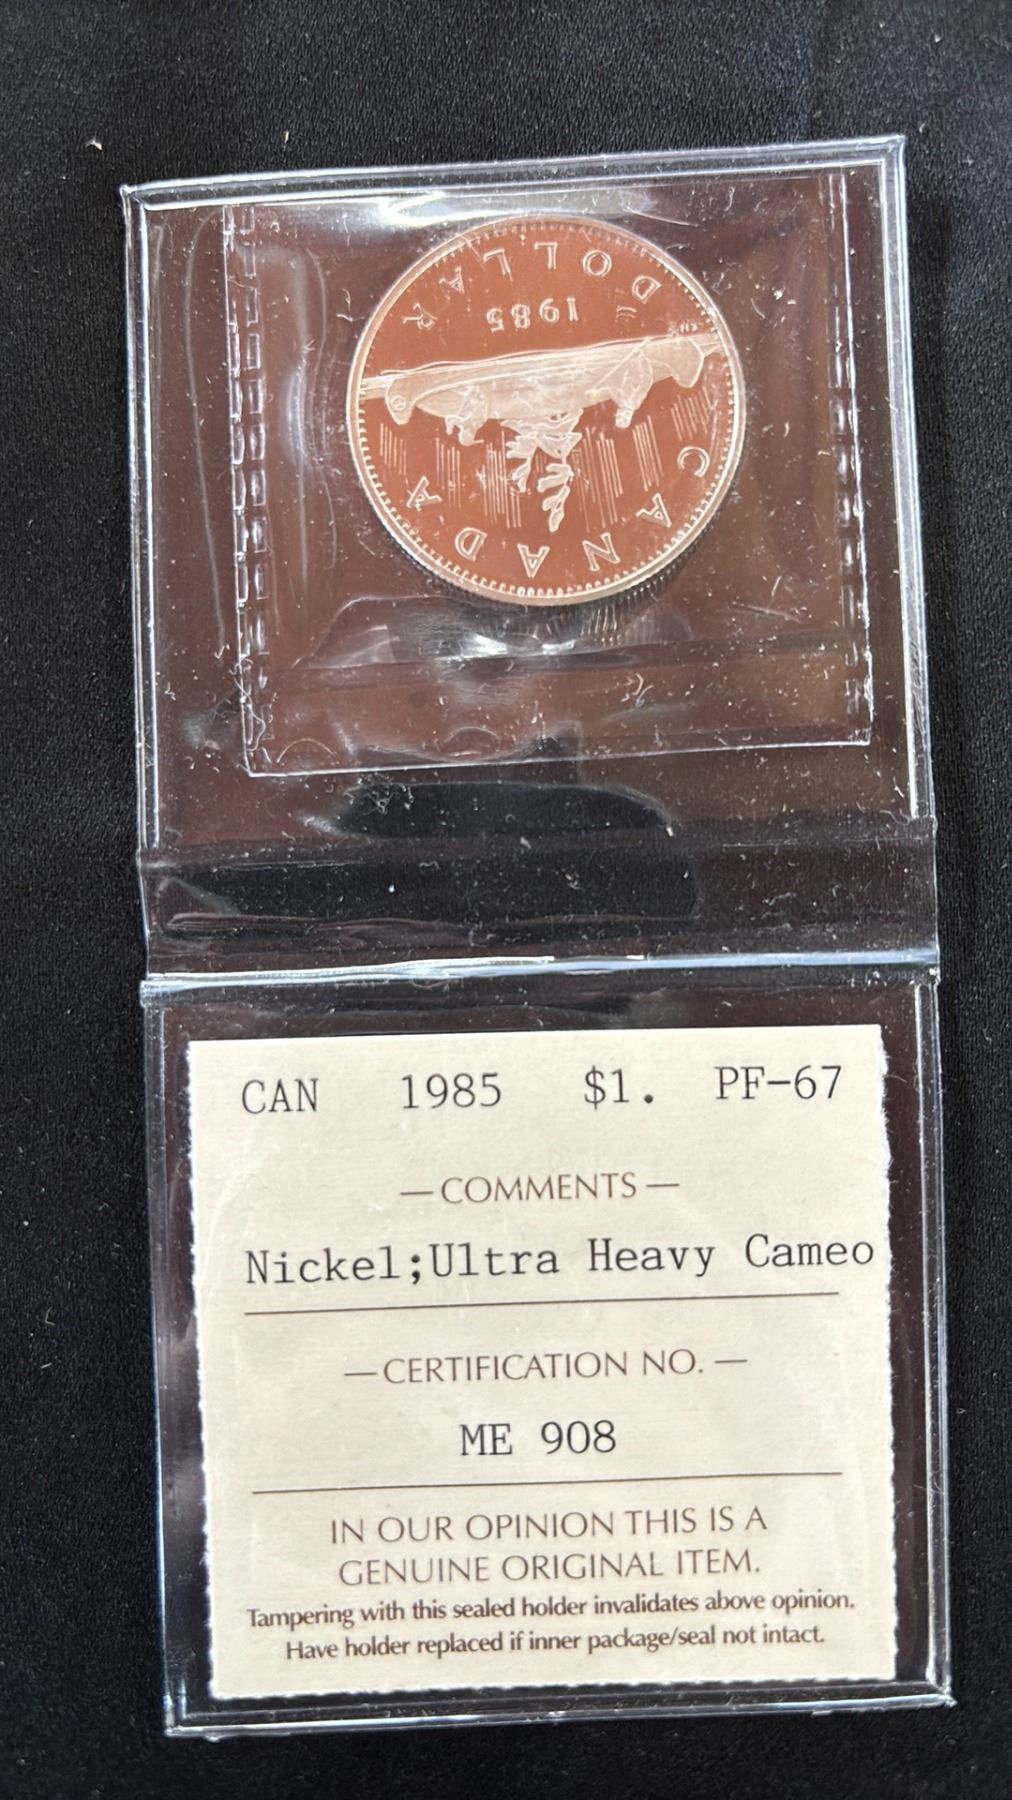 CANADA
1985
DOLLAR
CAN 1985 $1. PF-67
— COMMENTS —
Nickel;Ultra Heavy Cameo
— CERTIFICATION NO. —
ME 908
IN OUR OPINION THIS IS A
GENUINE ORIGINAL ITEM.
Tampering with this sealed holder invalidates above opinion.
Have holder replaced if inner package/seal not intact.